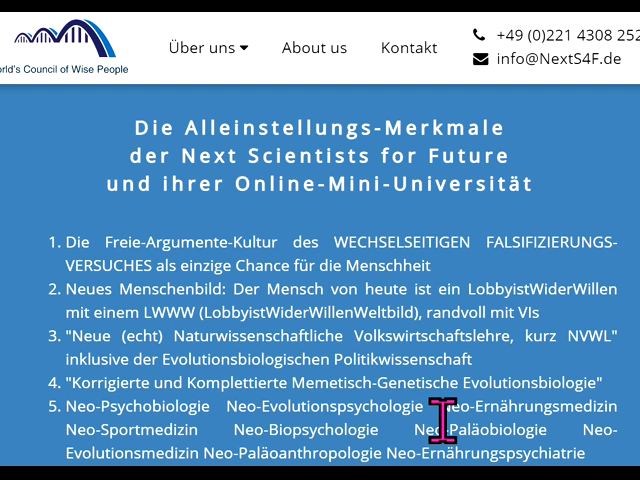 Über uns About us Kontakt
+49 (0)221 4308 252
info@NextS4F.de
Council of Wise People
Die Alleinstellungs-Merkmale
der Next Scientists for Future
und ihrer Online-Mini-Universität
1. Die Freie-Argumente-Kultur des WECHSELSEITIGEN FALSIFIZIERUNGS-
VERSUCHES als einzige Chance für die Menschheit
2. Neues Menschenbild: Der Mensch von heute ist ein LobbyistWiderWillen
mit einem LWWW (LobbyistWiderWillenWeltbild), randvoll mit VIs
3. "Neue (echt) Naturwissenschaftliche Volkswirtschaftslehre, kurz NVWL"
inklusive der Evolutionsbiologischen Politikwissenschaft
4. "Korrigierte und Komplettierte Memetisch-Genetische Evolutionsbiologie"
5. Neo-Psychobiologie Neo-Evolutionspsychologie Neo-Ernährungsmedizin
Neo-Sportmedizin Neo-Biopsychologie Neo-Paläobiologie Neo-
Evolutionsmedizin Neo-Paläoanthropologie Neo-Ernährungspsychiatrie